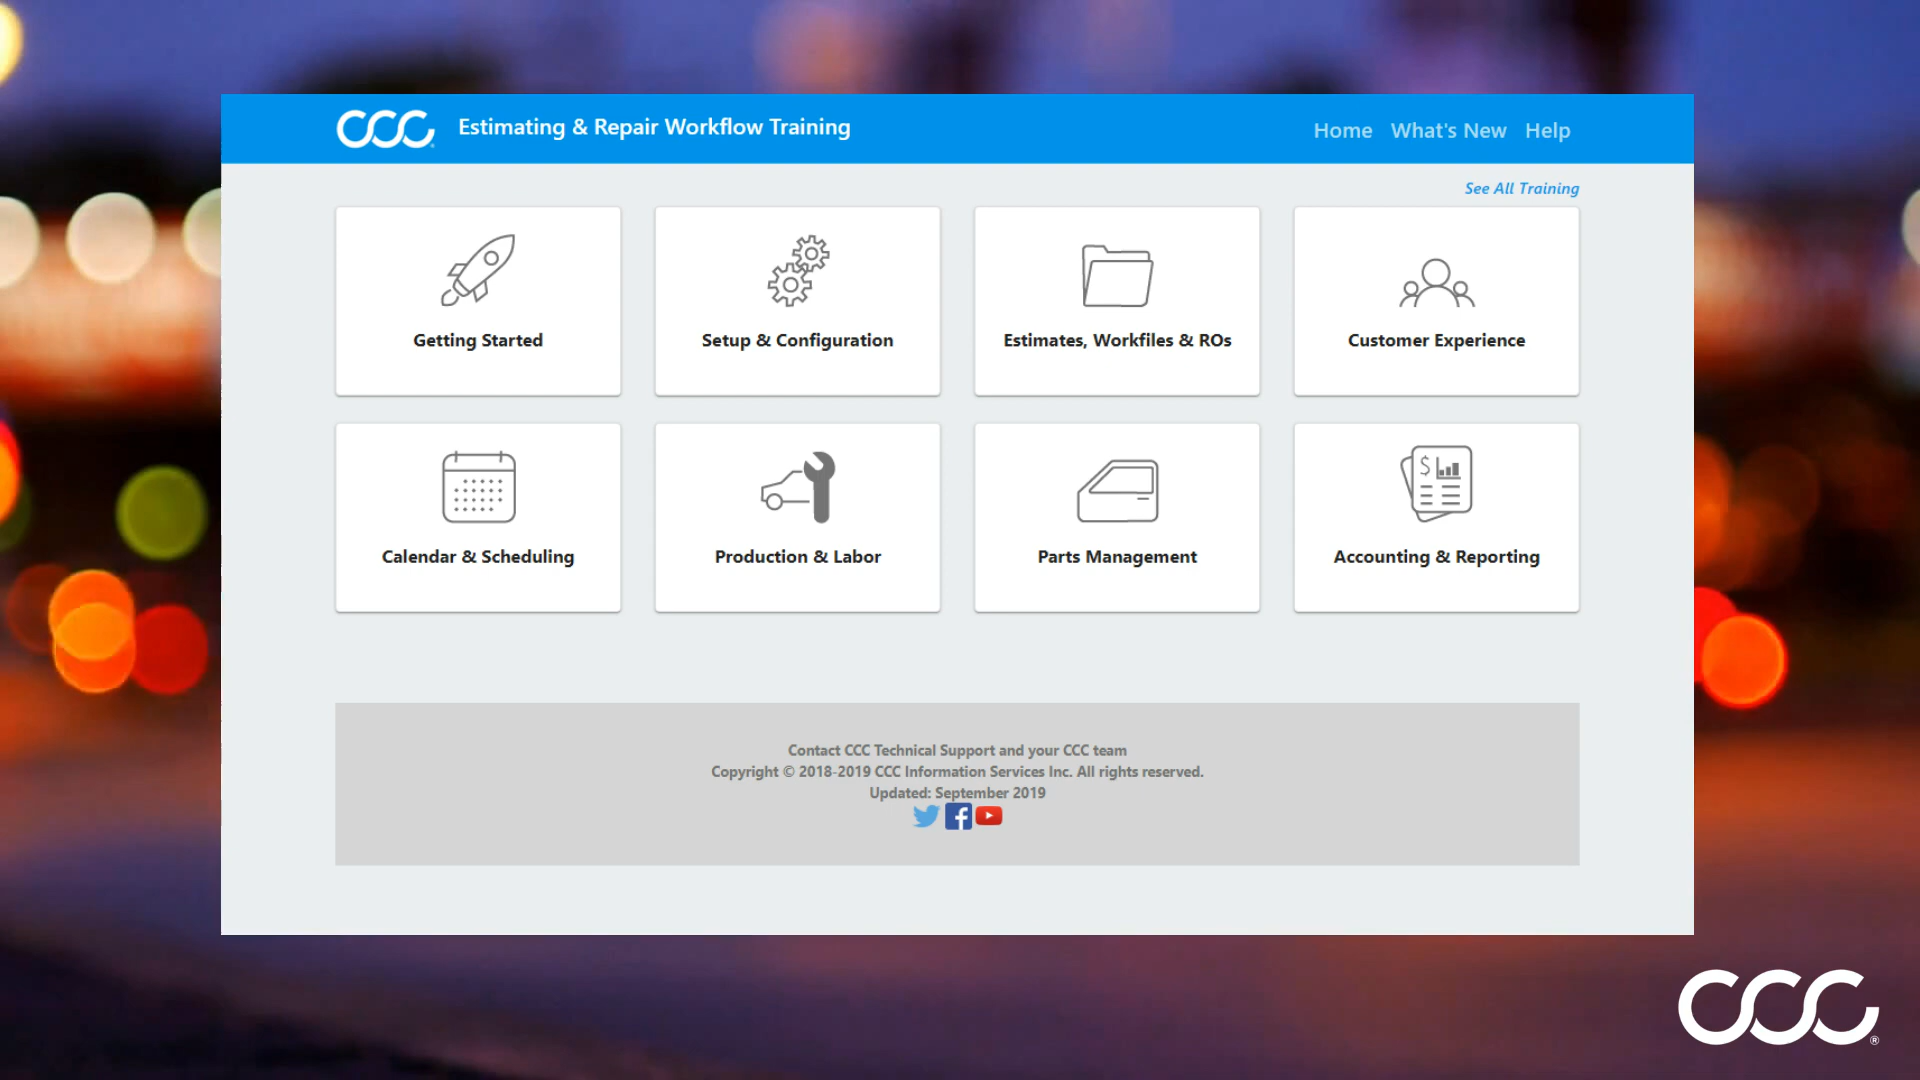 CCC Estimating & Repair Workflow Training
Home What's New Help
See All Training
Getting Started
Setup & Configuration
Estimates, Workfiles & ROs
Customer Experience
Calendar & Scheduling
Production & Labor
$
Parts Management
Accounting & Reporting
Contact CCC Technical Support and your CCC team
Copyright © 2018-2019 CCC Information Services Inc. All rights reserved.
Updated: September 2019
CCC®